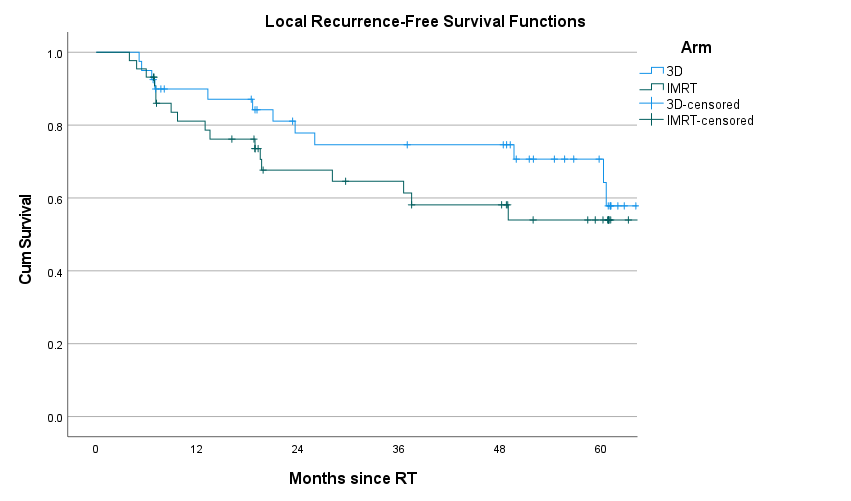 Local Recurrence-Free Survival Functions
Arm
3D
IMRT
3D-censored
IMRT-censored
1.0
0.8
0.6
0.4
0.2
0.0
Cum Survival
0 12 24 36 48 60
Months since RT